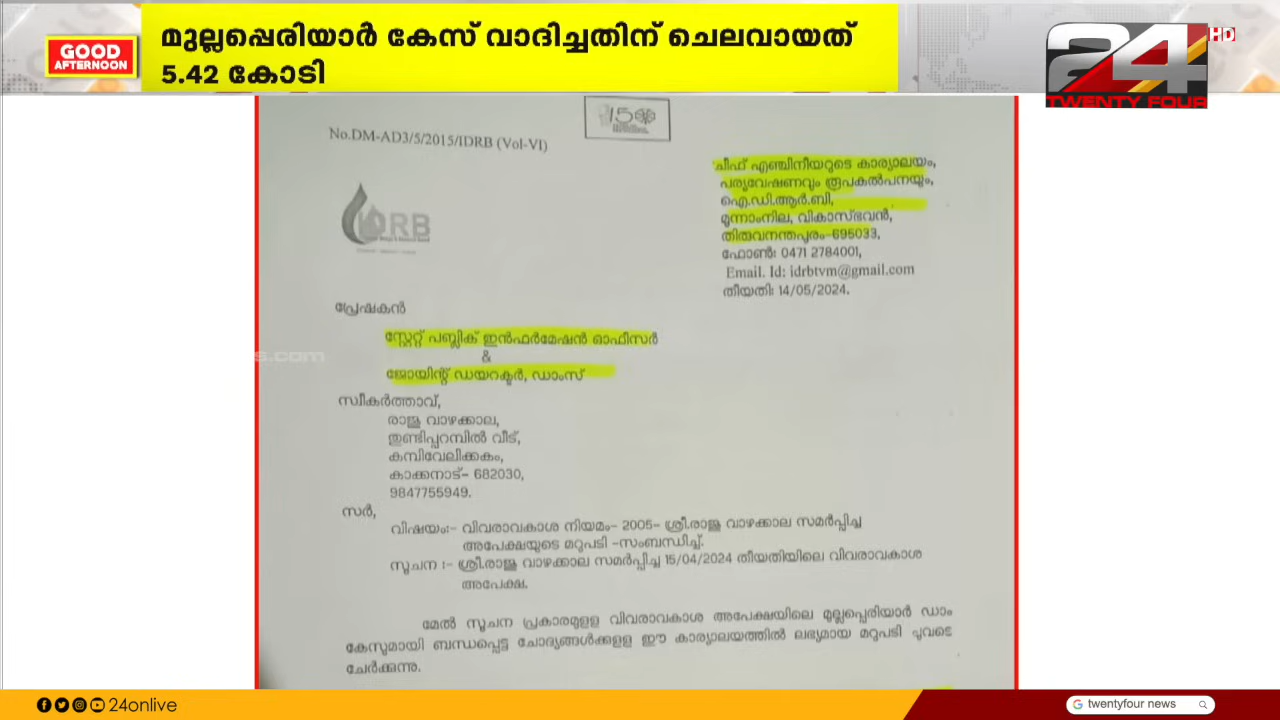 GOOD
AFTERNOON
മുല്ലപ്പെരിയാർ കേസ് വാദിച്ചതിന് ചെലവായത്
5.42 കോടി
24
HD
TWENTY FOUR
150
No.DM-AD3/5/2015/IDRB (Vol-VI)
IDRB
ചീഫ് എഞ്ചിനീയറുടെ കാര്യാലയം,
പര്യവേഷണവും രൂപകൽപനയും,
ഐ.ഡി.ആർ.ബി,
മൂന്നാംനില, വികാസ്ഭവൻ,
തിരുവനന്തപുരം-695033,
ഫോൺ: 0471 2784001,
Email. Id: idrbtvm@gmail.com
തീയതി: 14/05/2024.
പ്രേഷകൻ
സ്റ്റേറ്റ് പബ്ലിക് ഇൻഫർമേഷൻ ഓഫീസർ
&
ജോയിന്റ് ഡയറക്ടർ, ഡാംസ്
s.com
സ്വീകർത്താവ്,
രാജു വാഴക്കാല,
തുണ്ടിപ്പറമ്പിൽ വീട്,
കമ്പിവേലിക്കകം,
കാക്കനാട്- 682030,
9847755949.
സർ,
വിഷയം:- വിവരാവകാശ നിയമം- 2005- ശ്രീ.രാജു വാഴക്കാല സമർപ്പിച്ച
അപേക്ഷയുടെ മറുപടി -സംബന്ധിച്ച്.
സൂചന :- ശ്രീ.രാജു വാഴക്കാല സമർപ്പിച്ച 15/04/2024 തീയതിയിലെ വിവരാവകാശ
അപേക്ഷ.
മേൽ സൂചന പ്രകാരമുളള വിവരാവകാശ അപേക്ഷയിലെ മുല്ലപ്പെരിയാർ ഡാം
കേസുമായി ബന്ധപ്പെട്ട ചോദ്യങ്ങൾക്കുളള ഈ കാര്യാലയത്തിൽ ലഭ്യമായ മറുപടി ചുവടെ
ചേർക്കുന്നു.
24onlive
twentyfour news